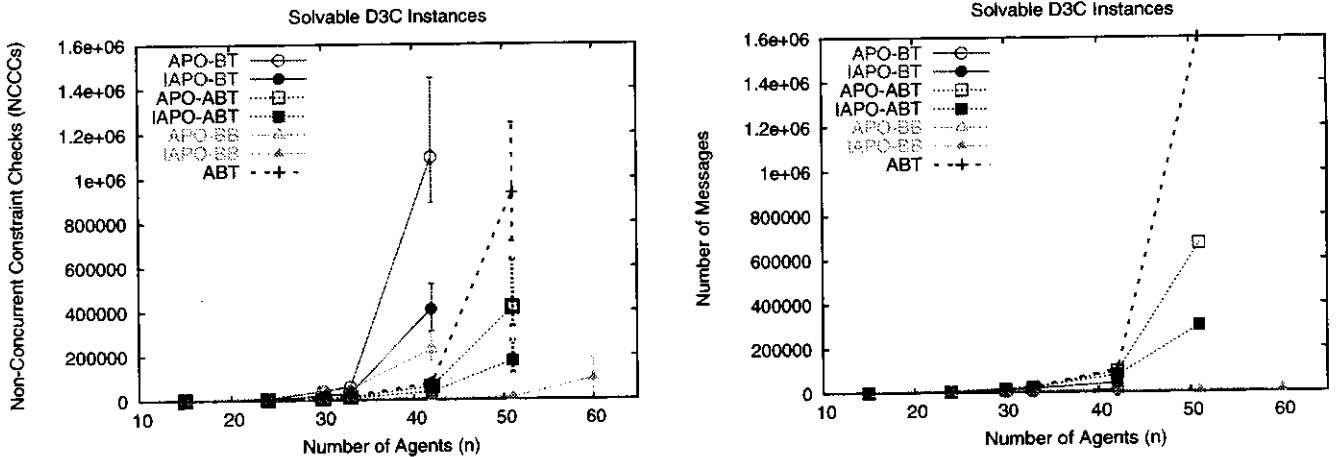 Solvable D3C Instances
Non-Concurrent Constraint Checks (NCCCs)
1.6e+06
1.4e+06
1.2e+06
1e+06
800000
600000
400000
200000
0
APO-BT
IAPO-BT
APO-ABT
IAPO-ABT
APO-BB
IAPO-BB
ABT
10 20 30 40 50 60
Number of Agents (n)
Solvable D3C Instances
Number of Messages
1.6e+06
1.4e+06
1.2e+06
1e+06
800000
600000
400000
200000
0
APO-BT
IAPO-BT
APO-ABT
IAPO-ABT
APO-BB
IAPO-BB
ABT
10 20 30 40 50 60
Number of Agents (n)